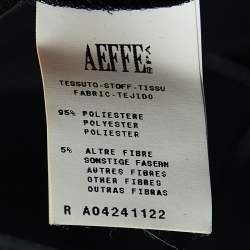 AEFFE SPA
TESSUTO-STOFF-TISSU
FABRIC-TEJIDO
95% POLIESTERE
POLYESTER
POLIESTER
5% ALTRE FIBRE
SONSTIGE FASERN
AUTRES FIBRES
OTHER FIBRES
OUTRAS FIBRAS
R A04241122